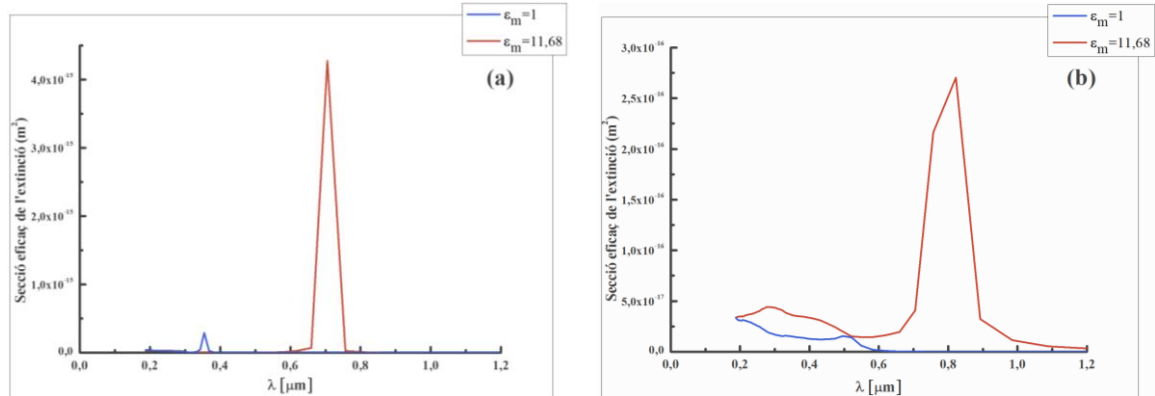 ε_m=1
ε_m=11,68
(a)
Secció eficaç de l'extinció (m²)
4,0x10⁻¹⁵
3,0x10⁻¹⁵
2,0x10⁻¹⁵
1,0x10⁻¹⁵
0,0
0,0 0,2 0,4 0,6 0,8 1,0 1,2
λ [μm]
ε_m=1
ε_m=11,68
(b)
Secció eficaç de l'extinció (m²)
3,0x10⁻¹⁶
2,5x10⁻¹⁶
2,0x10⁻¹⁶
1,5x10⁻¹⁶
1,0x10⁻¹⁶
5,0x10⁻¹⁷
0,0
0,0 0,2 0,4 0,6 0,8 1,0 1,2
λ [μm]